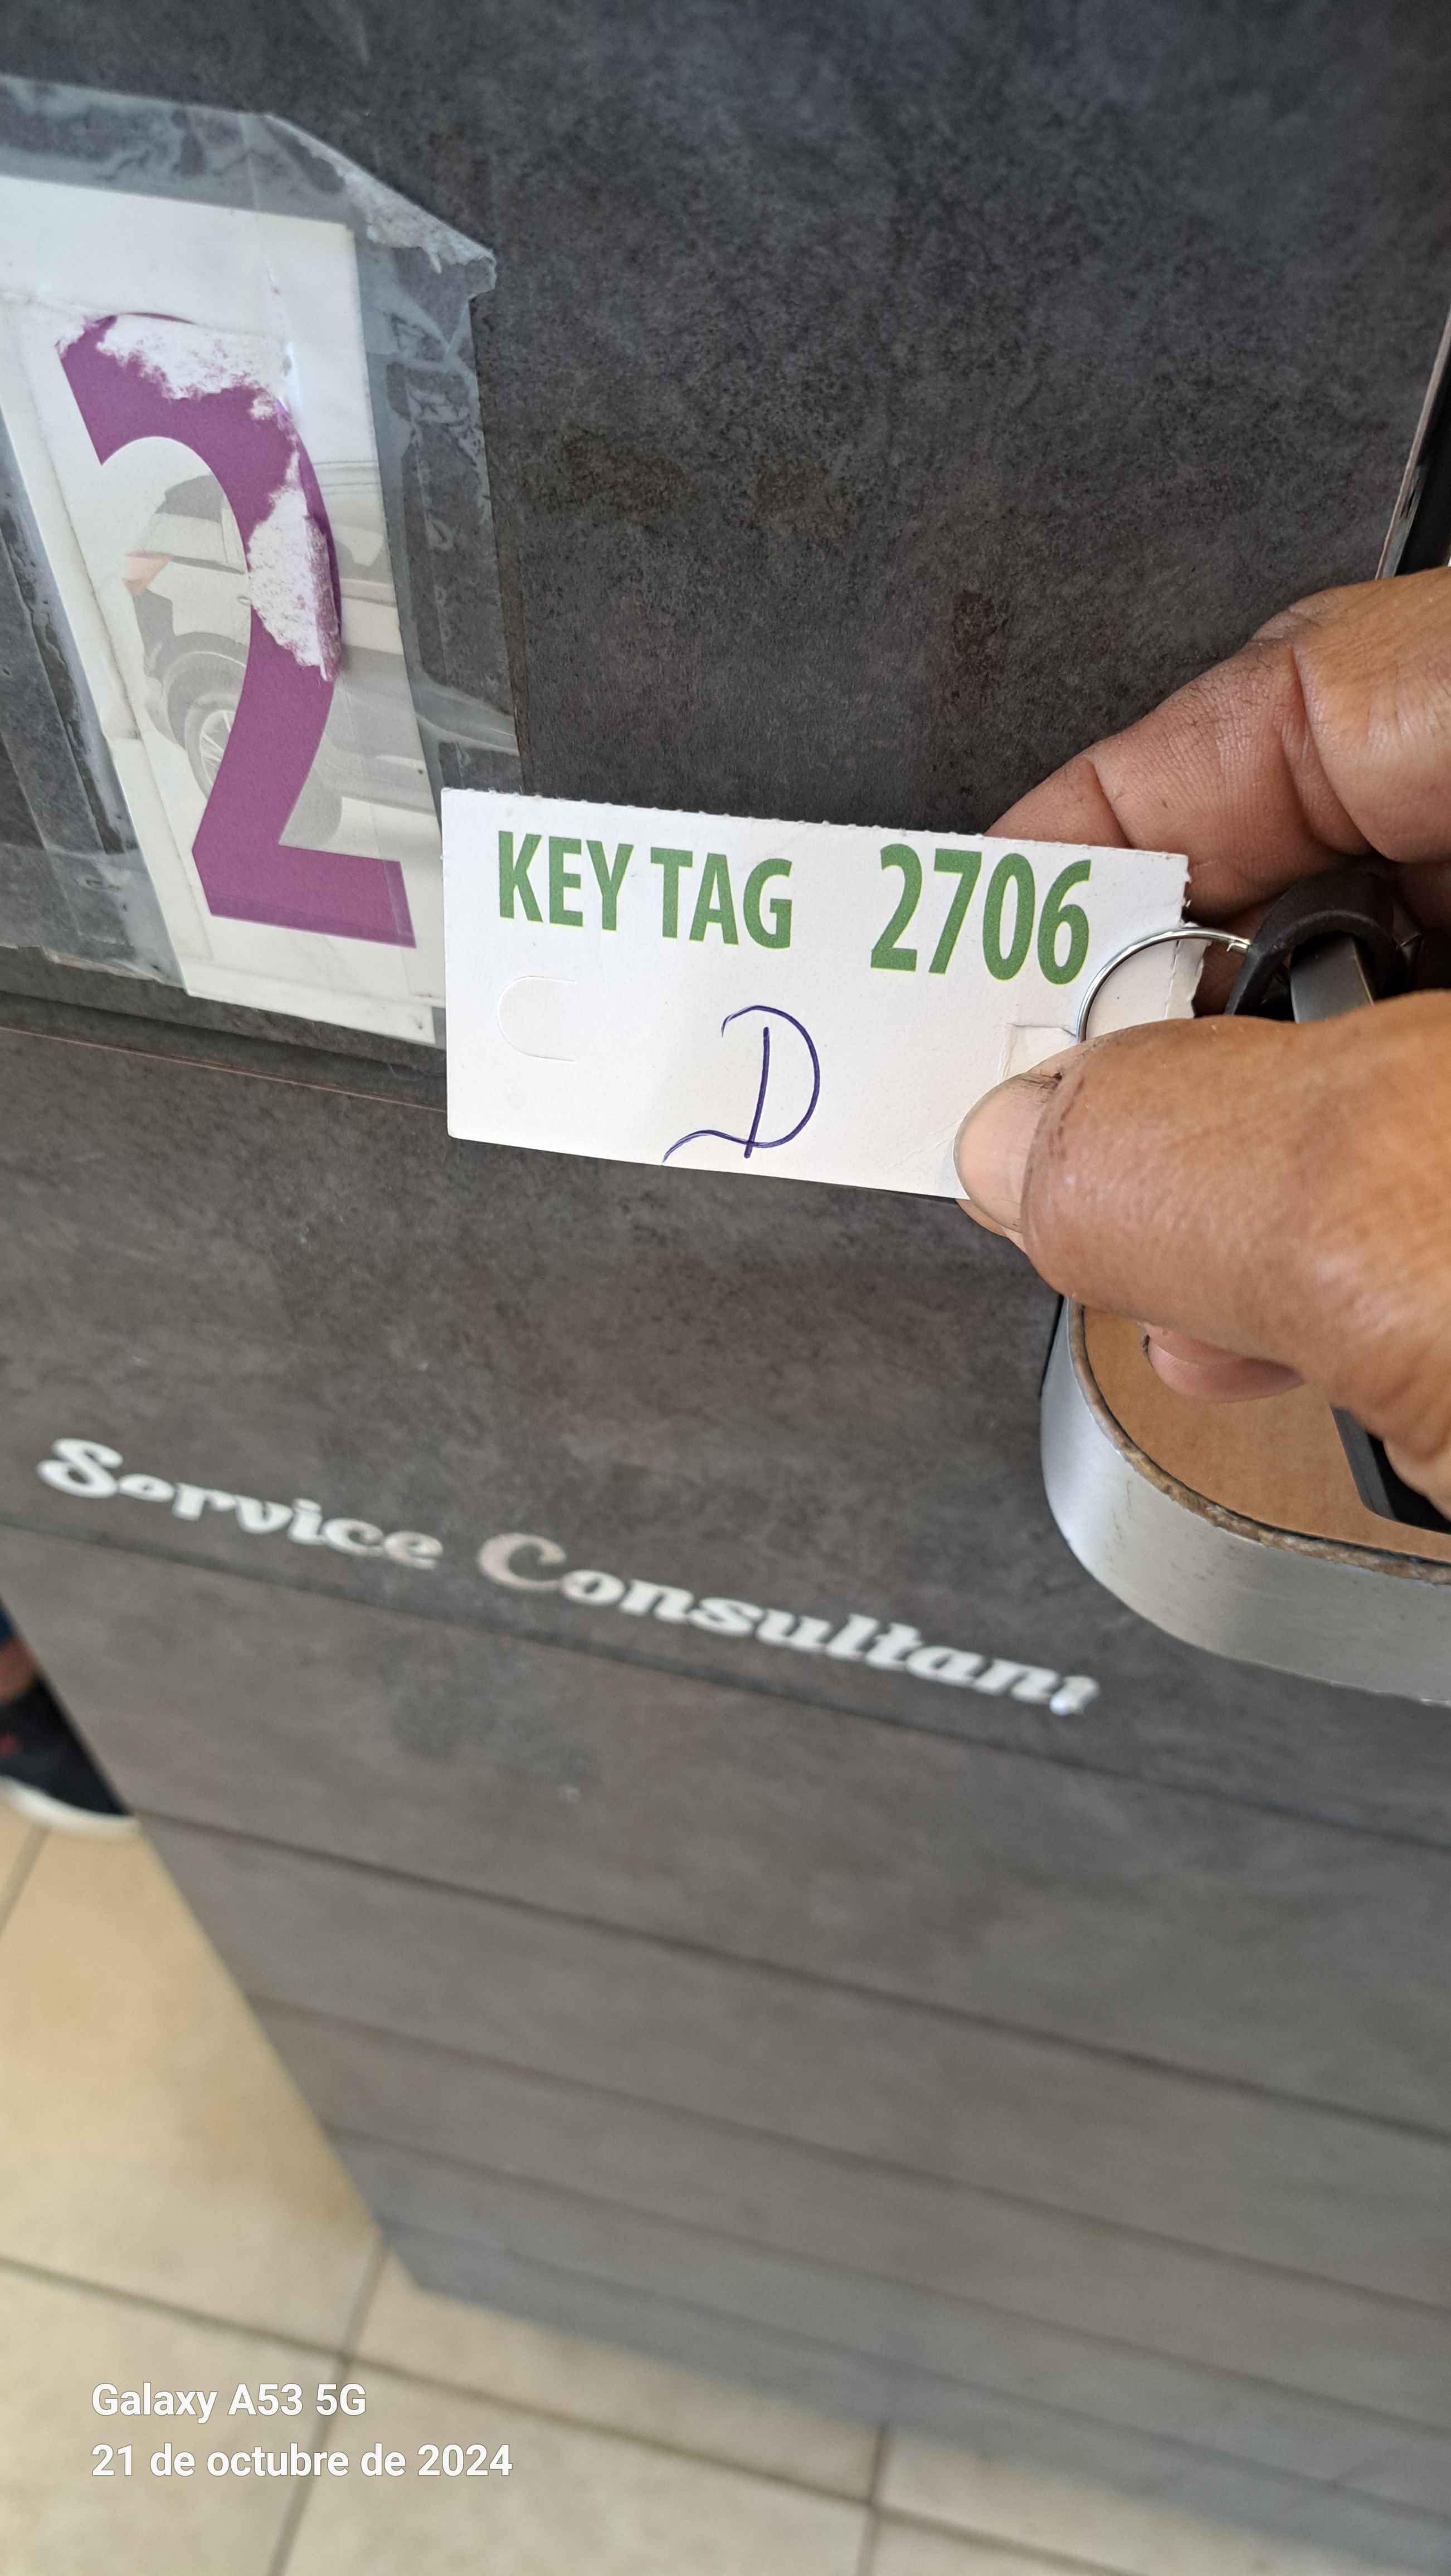 2
KEY TAG 2706
D
Service Consultant
Galaxy A53 5G
21 de octubre de 2024